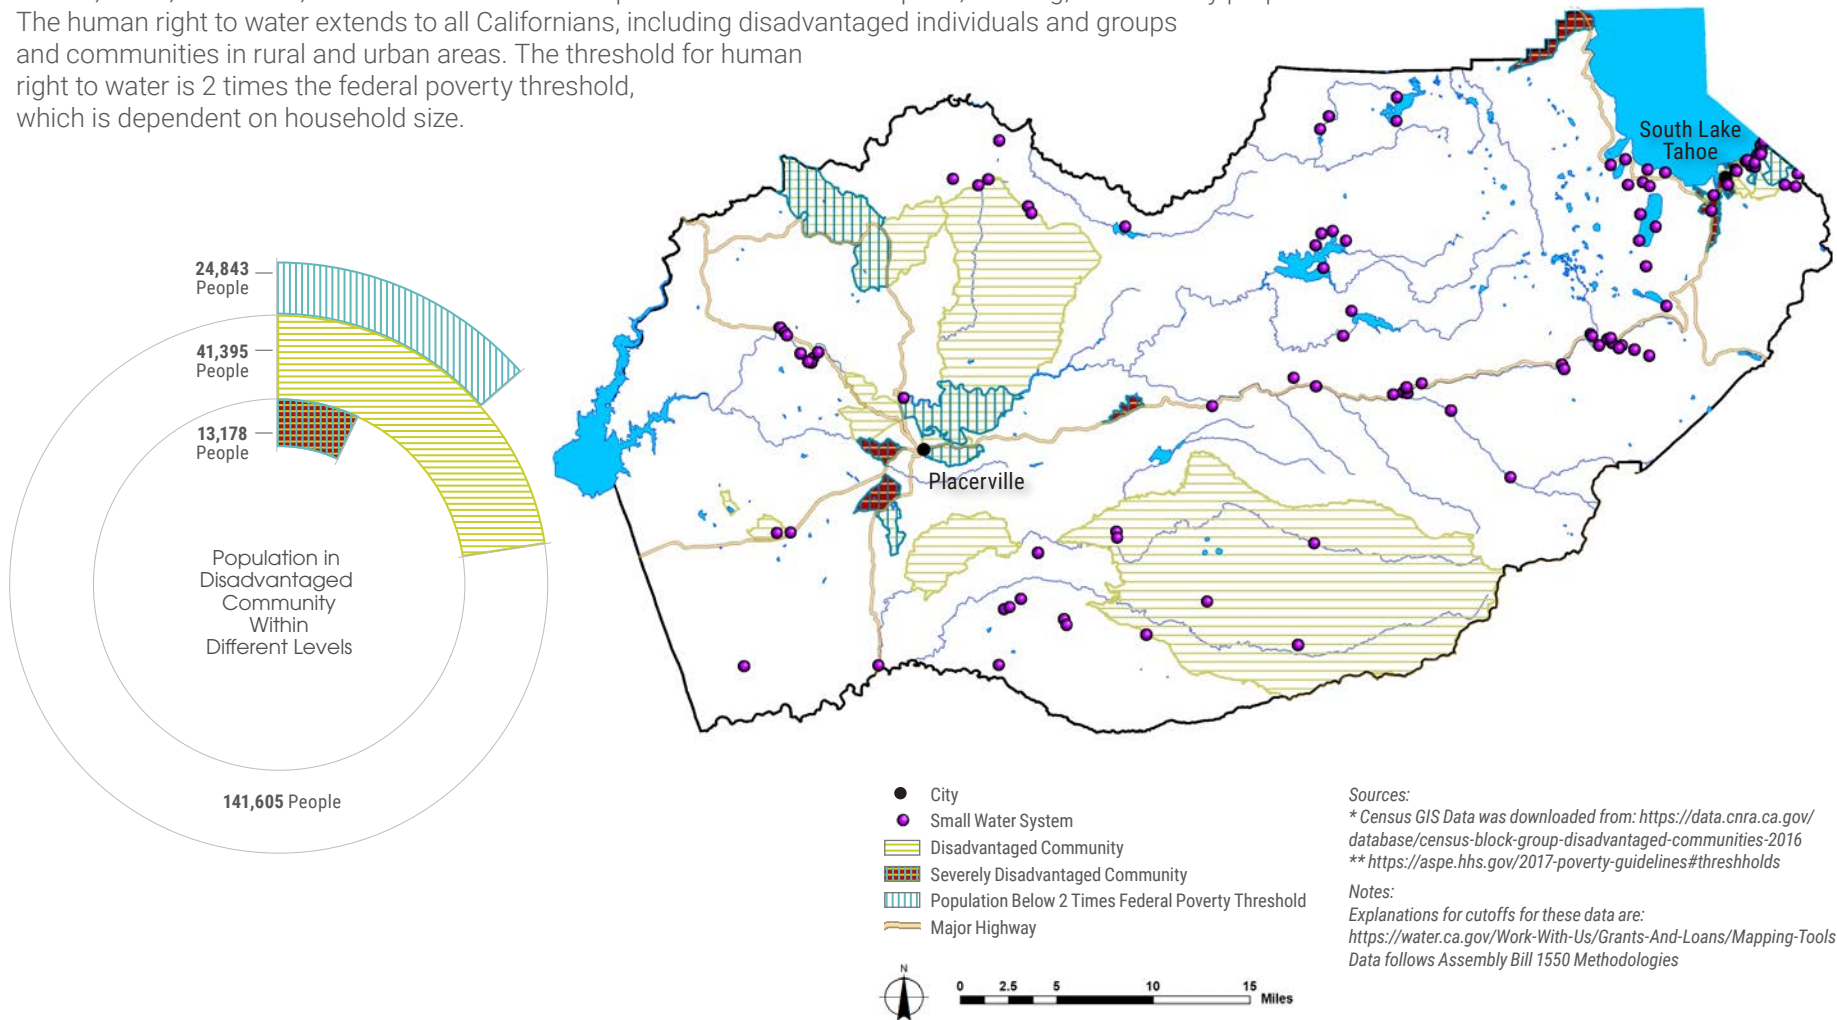 The human right to water extends to all Californians, including disadvantaged individuals and groups
and communities in rural and urban areas. The threshold for human
right to water is 2 times the federal poverty threshold,
which is dependent on household size.
South Lake
Tahoe
24,843
People
41,395
People
13,178
People
Placerville
Population in
Disadvantaged
Community
Within
Different Levels
141,605 People
City
Small Water System
Disadvantaged Community
Severely Disadvantaged Community
Population Below 2 Times Federal Poverty Threshold
Major Highway
Sources:
* Census GIS Data was downloaded from: https://data.cnra.ca.gov/
database/census-block-group-disadvantaged-communities-2016
** https://aspe.hhs.gov/2017-poverty-guidelines#threshholds
Notes:
Explanations for cutoffs for these data are:
https://water.ca.gov/Work-With-Us/Grants-And-Loans/Mapping-Tools
Data follows Assembly Bill 1550 Methodologies
N
0 2.5 5 10 15 Miles